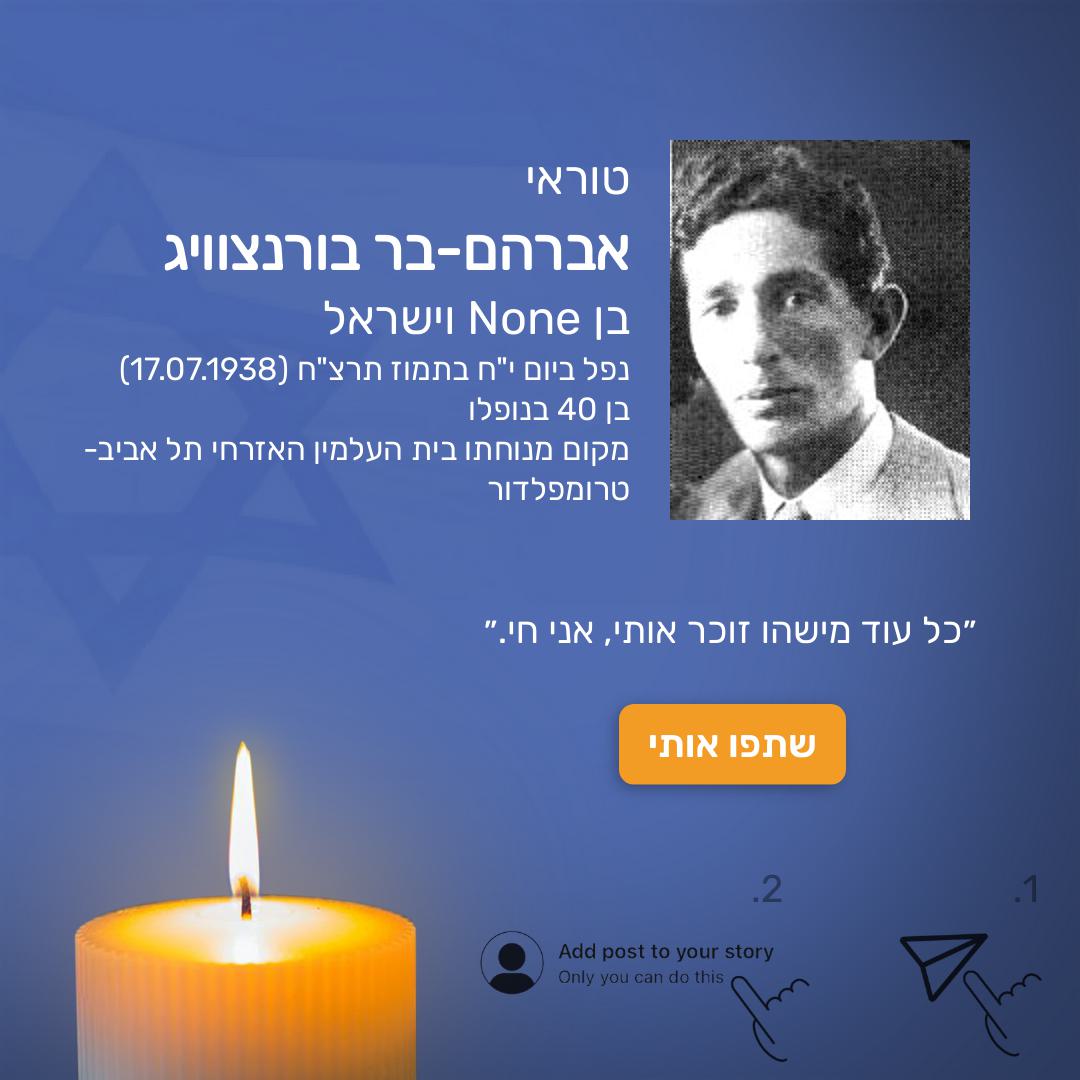 טוראי
אברהם-בר בורנצוויג
בן None וישראל
נפל ביום י"ח בתמוז תרצ"ח (17.07.1938)
בן 40 בנופלו
מקום מנוחתו בית העלמין האזרחי תל אביב-
טרומפלדור
״כל עוד מישהו זוכר אותי, אני חי.״
שתפו אותי
1.
2.
Add post to your story
Only you can do this